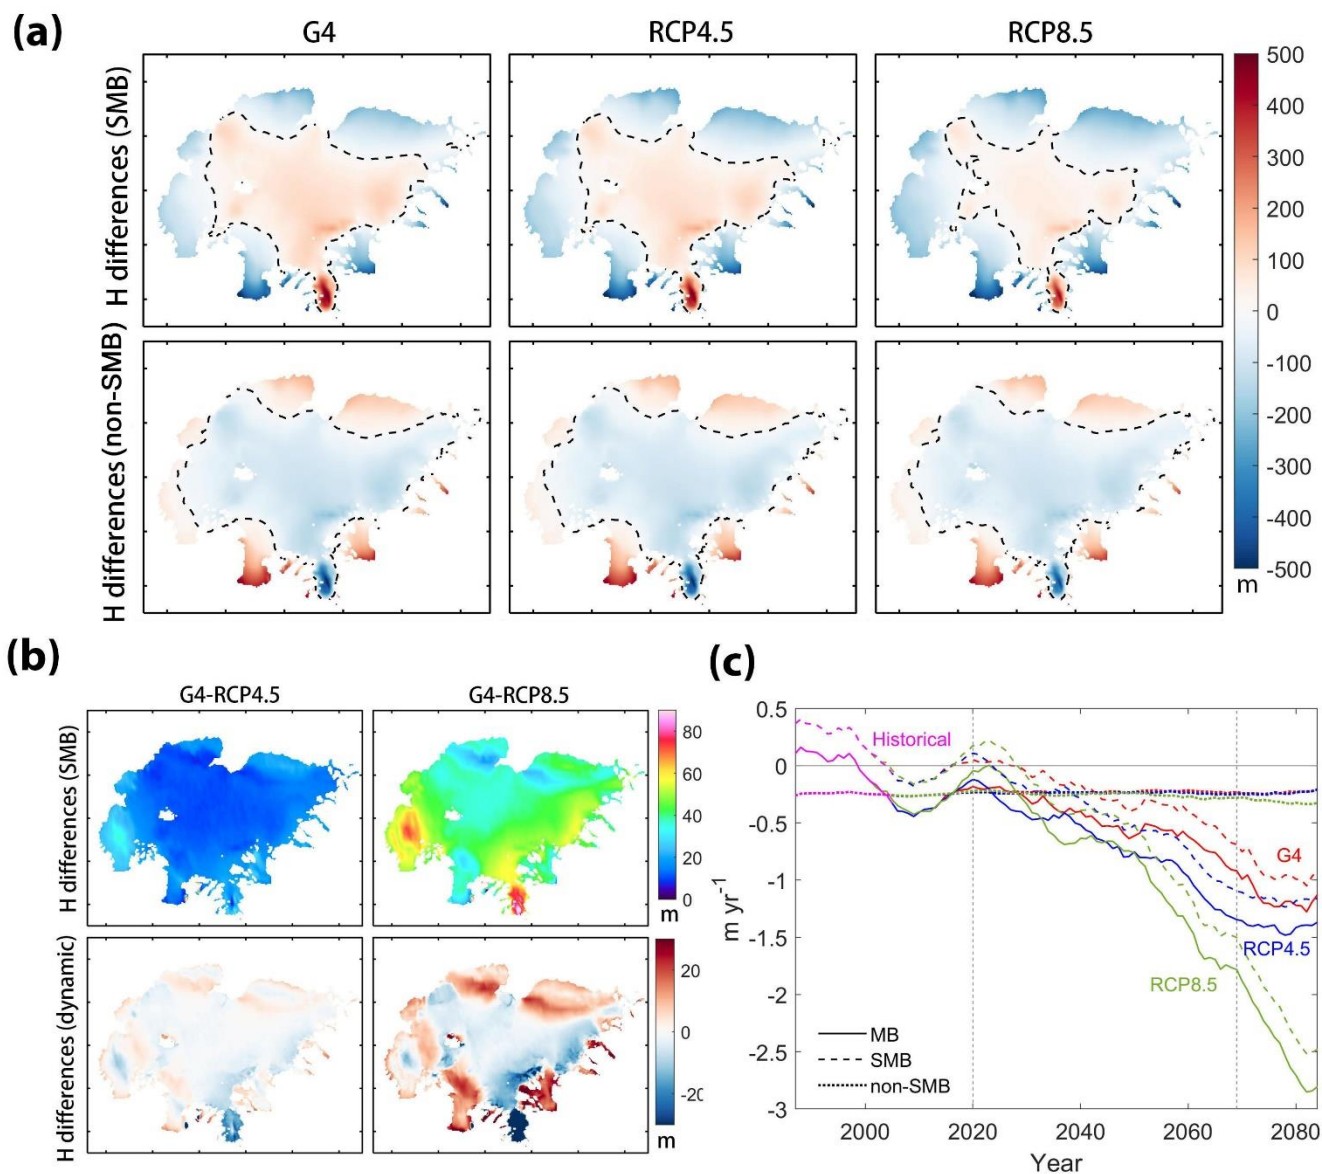 (a)
G4 RCP4.5 RCP8.5
H differences (SMB)
H differences (non-SMB)
500
400
300
200
100
0
-100
-200
-300
-400
-500
m
(b)
G4-RCP4.5 G4-RCP8.5
H differences (SMB)
80
60
40
20
0
m
H differences (dynamic)
20
0
-20
m
(c)
0.5
0
-0.5
-1
-1.5
-2
-2.5
-3
m yr-1
Historical
G4
RCP4.5
RCP8.5
MB
SMB
non-SMB
2000 2020 2040 2060 2080
Year